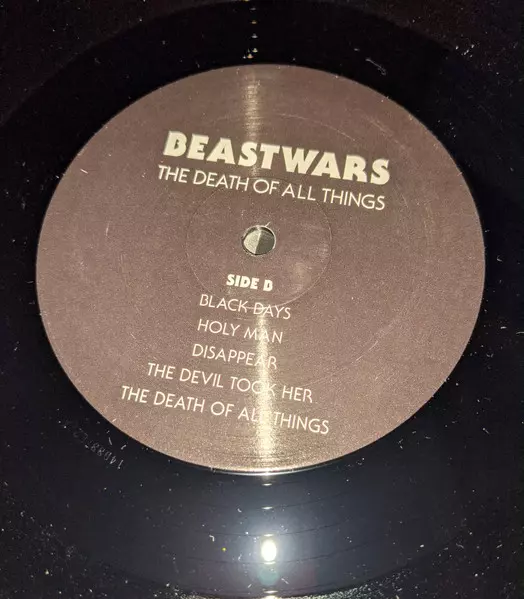 BEASTWARS
THE DEATH OF ALL THINGS
SIDE D
BLACK DAYS
HOLY MAN
DISAPPEAR
THE DEVIL TOOK HER
THE DEATH OF ALL THINGS